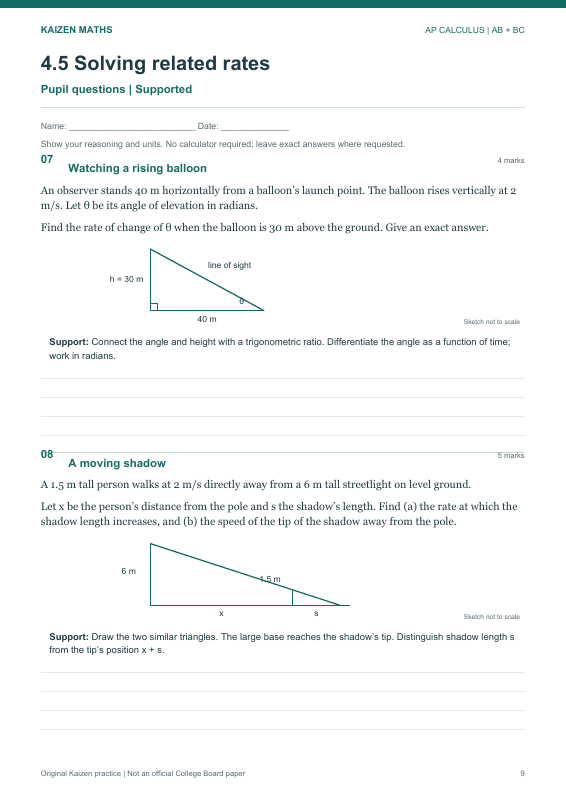 KAIZEN MATHS
AP CALCULUS | AB + BC
4.5 Solving related rates
Pupil questions | Supported
Name: __________________________ Date: ______________
Show your reasoning and units. No calculator required; leave exact answers where requested.
07
Watching a rising balloon
4 marks
An observer stands 40 m horizontally from a balloon’s launch point. The balloon rises vertically at 2
m/s. Let θ be its angle of elevation in radians.
Find the rate of change of θ when the balloon is 30 m above the ground. Give an exact answer.
line of sight
h = 30 m
θ
40 m
Sketch not to scale
Support: Connect the angle and height with a trigonometric ratio. Differentiate the angle as a function of time;
work in radians.
08
A moving shadow
5 marks
A 1.5 m tall person walks at 2 m/s directly away from a 6 m tall streetlight on level ground.
Let x be the person’s distance from the pole and s the shadow’s length. Find (a) the rate at which the
shadow length increases, and (b) the speed of the tip of the shadow away from the pole.
6 m
1.5 m
x
s
Sketch not to scale
Support: Draw the two similar triangles. The large base reaches the shadow’s tip. Distinguish shadow length s
from the tip’s position x + s.
Original Kaizen practice | Not an official College Board paper
9